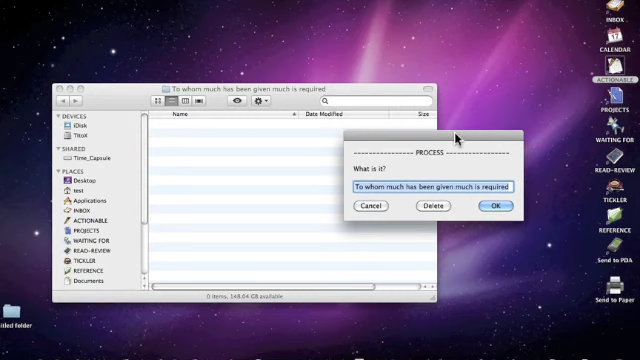 INBOX
CALENDAR
ACTIONABLE
PROJECTS
WAITING FOR
READ-REVIEW
TICKLER
REFERENCE
Send to PDA
Send to Paper
To whom much has been given much is required
Name
Date Modified
Size
DEVICES
iDisk
TitoX
SHARED
Time_Capsule
PLACES
Desktop
test
Applications
INBOX
ACTIONABLE
PROJECTS
WAITING FOR
READ-REVIEW
TICKLER
REFERENCE
Documents
0 items, 148.04 GB available
PROCESS
What is it?
To whom much has been given much is required
Cancel
Delete
OK
titled folder